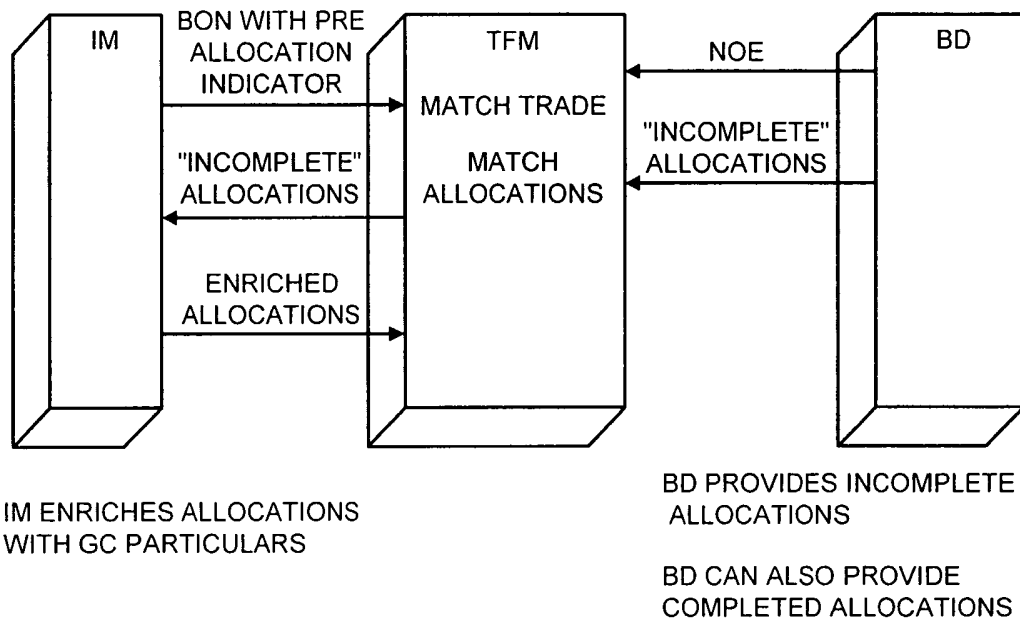 IM
BON WITH PRE
ALLOCATION
INDICATOR
TFM
NOE
BD
MATCH TRADE
"INCOMPLETE"
ALLOCATIONS
MATCH
ALLOCATIONS
"INCOMPLETE"
ALLOCATIONS
ENRICHED
ALLOCATIONS
IM ENRICHES ALLOCATIONS
WITH GC PARTICULARS
BD PROVIDES INCOMPLETE
ALLOCATIONS
BD CAN ALSO PROVIDE
COMPLETED ALLOCATIONS